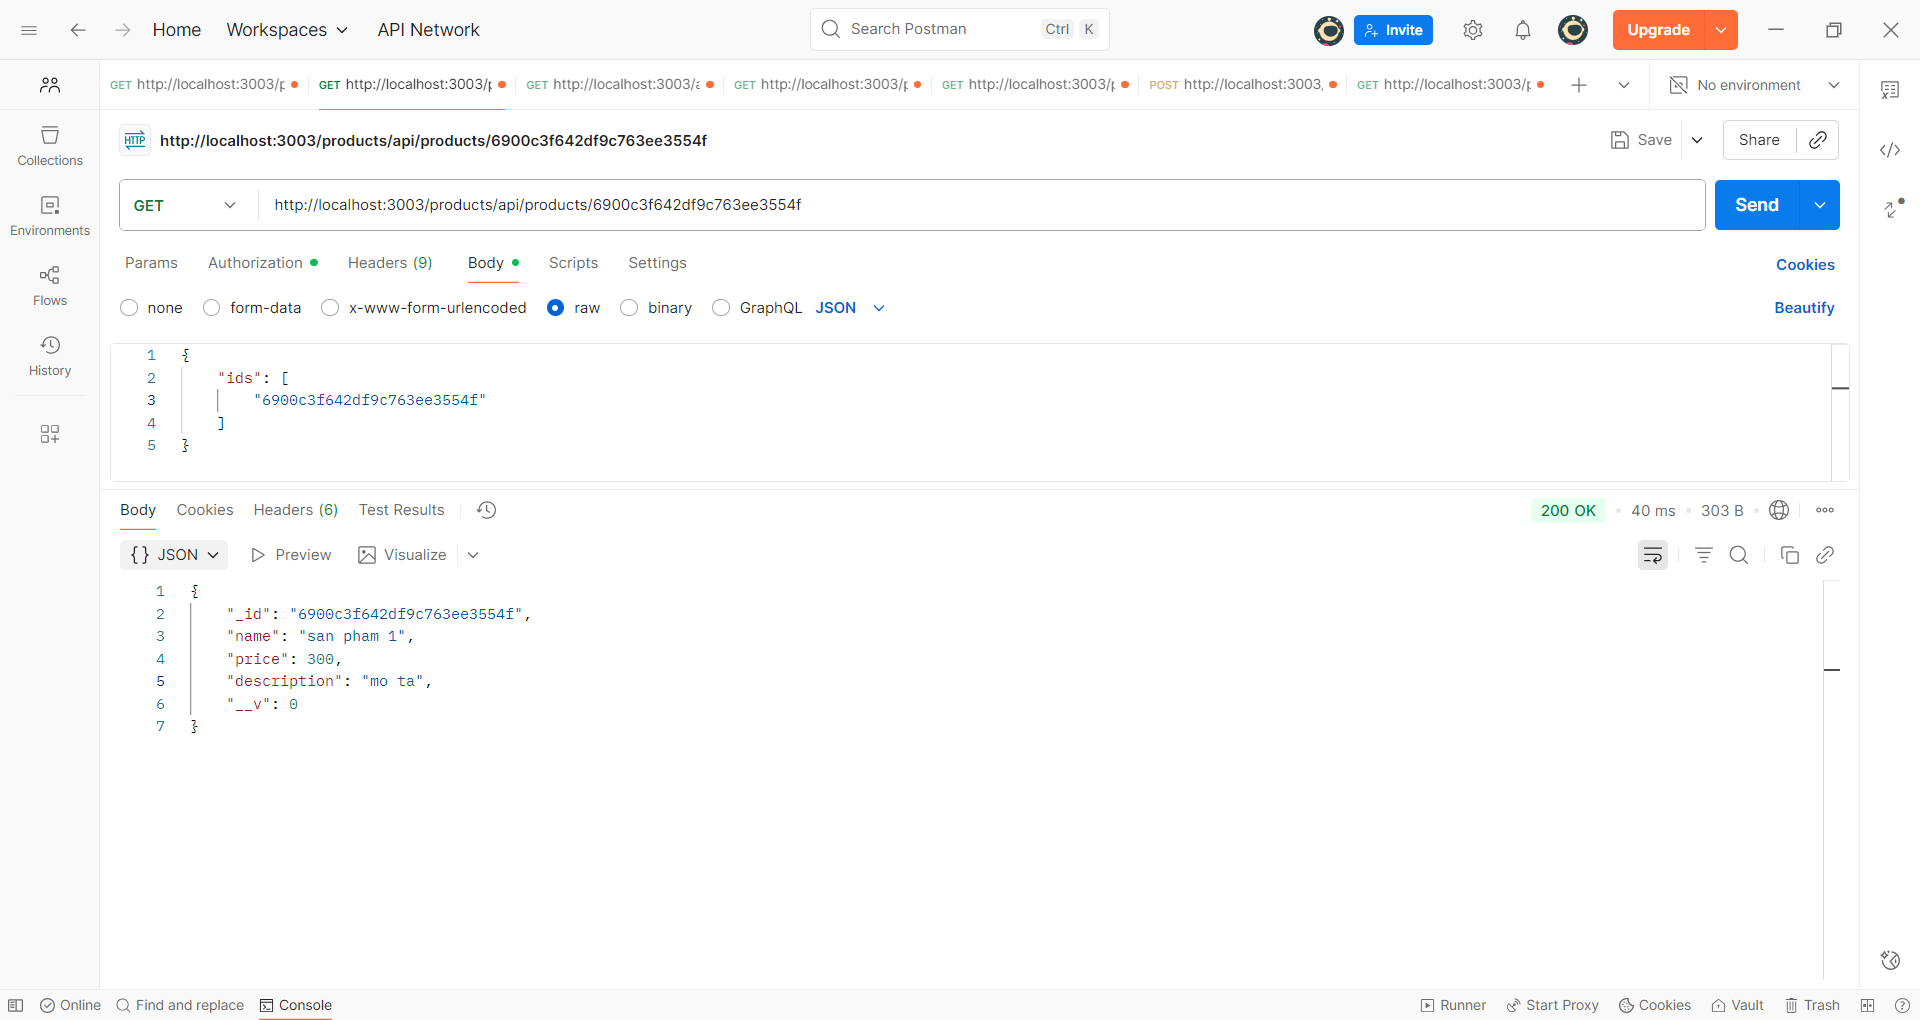 Home Workspaces API Network Search Postman Ctrl K Invite Upgrade
GET http://localhost:3003/p GET http://localhost:3003/p GET http://localhost:3003/a GET http://localhost:3003/p GET http://localhost:3003/p POST http://localhost:3003, GET http://localhost:3003/p No environment
HTTP http://localhost:3003/products/api/products/6900c3f642df9c763ee3554f Save Share
Collections
Environments
Flows
History
GET http://localhost:3003/products/api/products/6900c3f642df9c763ee3554f Send
Params Authorization Headers (9) Body Scripts Settings Cookies
none form-data x-www-form-urlencoded raw binary GraphQL JSON Beautify
1 {
2 "ids": [
3 "6900c3f642df9c763ee3554f"
4 ]
5 }
Body Cookies Headers (6) Test Results 200 OK 40 ms 303 B
{} JSON Preview Visualize
1 {
2 "_id": "6900c3f642df9c763ee3554f",
3 "name": "san pham 1",
4 "price": 300,
5 "description": "mo ta",
6 "__v": 0
7 }
Online Find and replace Console Runner Start Proxy Cookies Vault Trash